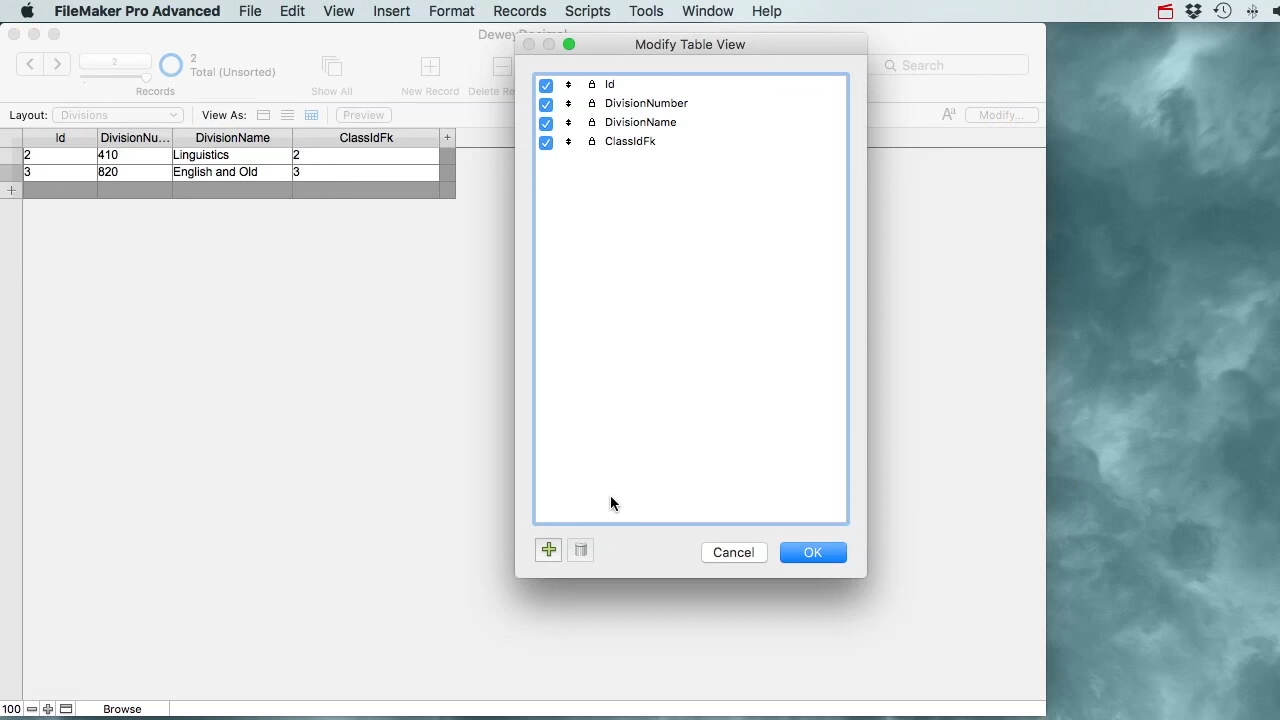 FileMaker Pro Advanced File Edit View Insert Format Records Scripts Tools Window Help
Modify Table View
2
2
Total (Unsorted)
Records
Show All
New Record
Search
Layout: Divisions View As: Preview
Modify...
Id DivisionNu... DivisionName ClassIdFk +
2 410 Linguistics 2
3 820 English and Old 3
Id
DivisionNumber
DivisionName
ClassIdFk
Cancel
OK
100 Browse